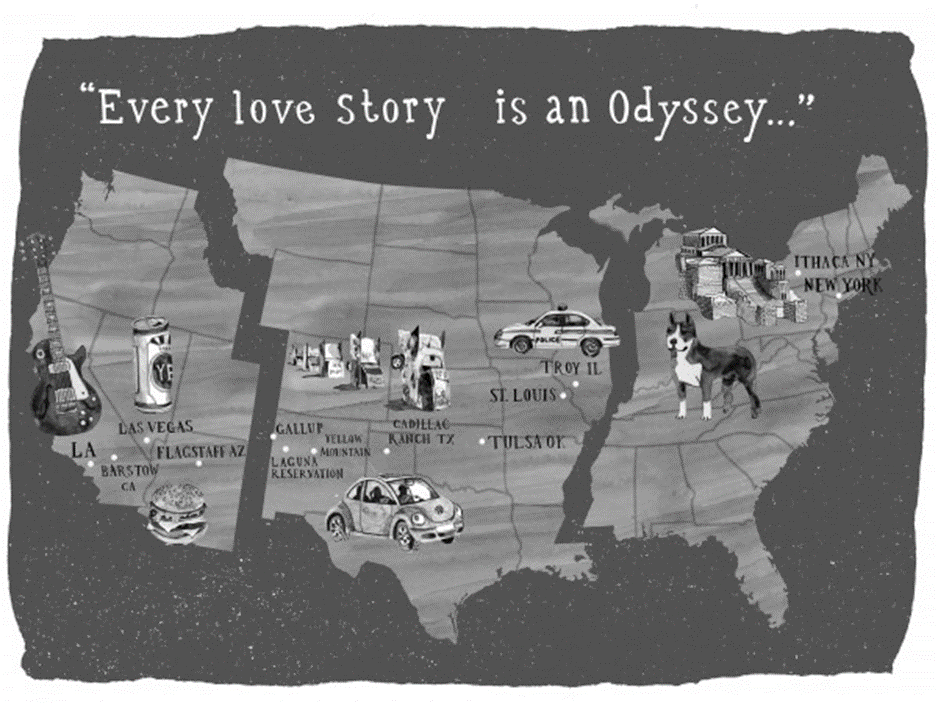 “Every love story is an Odyssey...”
ITHACA NY
NEW YORK
POLICE
TROY IL
ST. LOUIS
LAS VEGAS
GALLUP
CADILLAC
RANCH TX
YELLOW
MOUNTAIN
TULSA OK
LA
FLAGSTAFF AZ
BARSTOW
CA
LAGUNA
RESERVATION